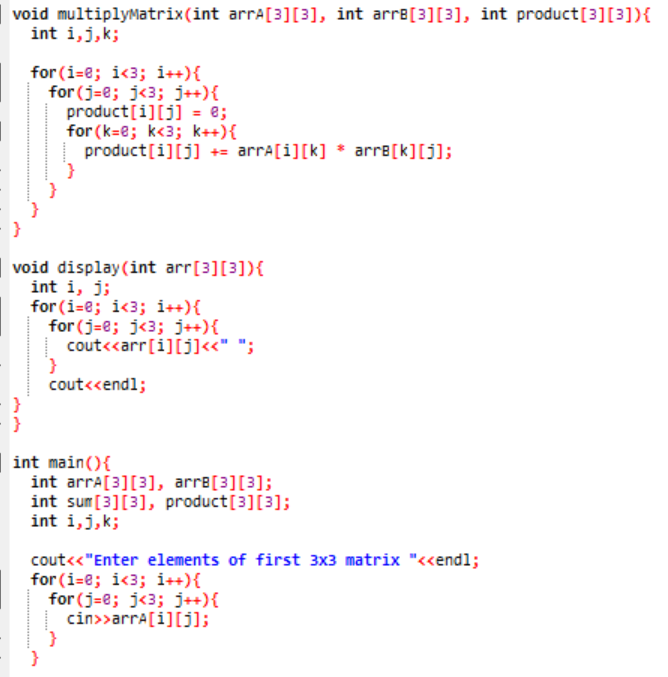 void multiplyMatrix(int arrA[3][3], int arrB[3][3], int product[3][3]){
int i,j,k;
for(i=0; i<3; i++){
for(j=0; j<3; j++){
product[i][j] = 0;
for(k=0; k<3; k++){
product[i][j] += arrA[i][k] * arrB[k][j];
}
}
}
}
void display(int arr[3][3]){
int i, j;
for(i=0; i<3; i++){
for(j=0; j<3; j++){
cout<<arr[i][j]<<" ";
}
cout<<endl;
}
}
int main(){
int arrA[3][3], arrB[3][3];
int sum[3][3], product[3][3];
int i,j,k;
cout<<"Enter elements of first 3x3 matrix "<<endl;
for(i=0; i<3; i++){
for(j=0; j<3; j++){
cin>>arrA[i][j];
}
}